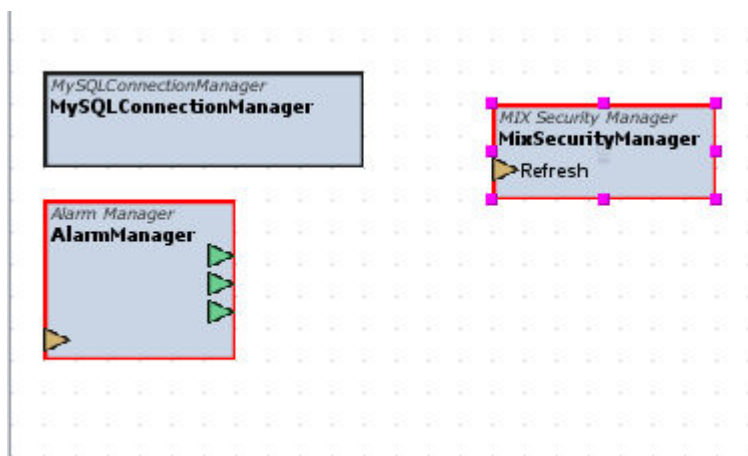 MySQLConnectionManager
MySQLConnectionManager
MIX Security Manager
MixSecurityManager
Refresh
Alarm Manager
AlarmManager